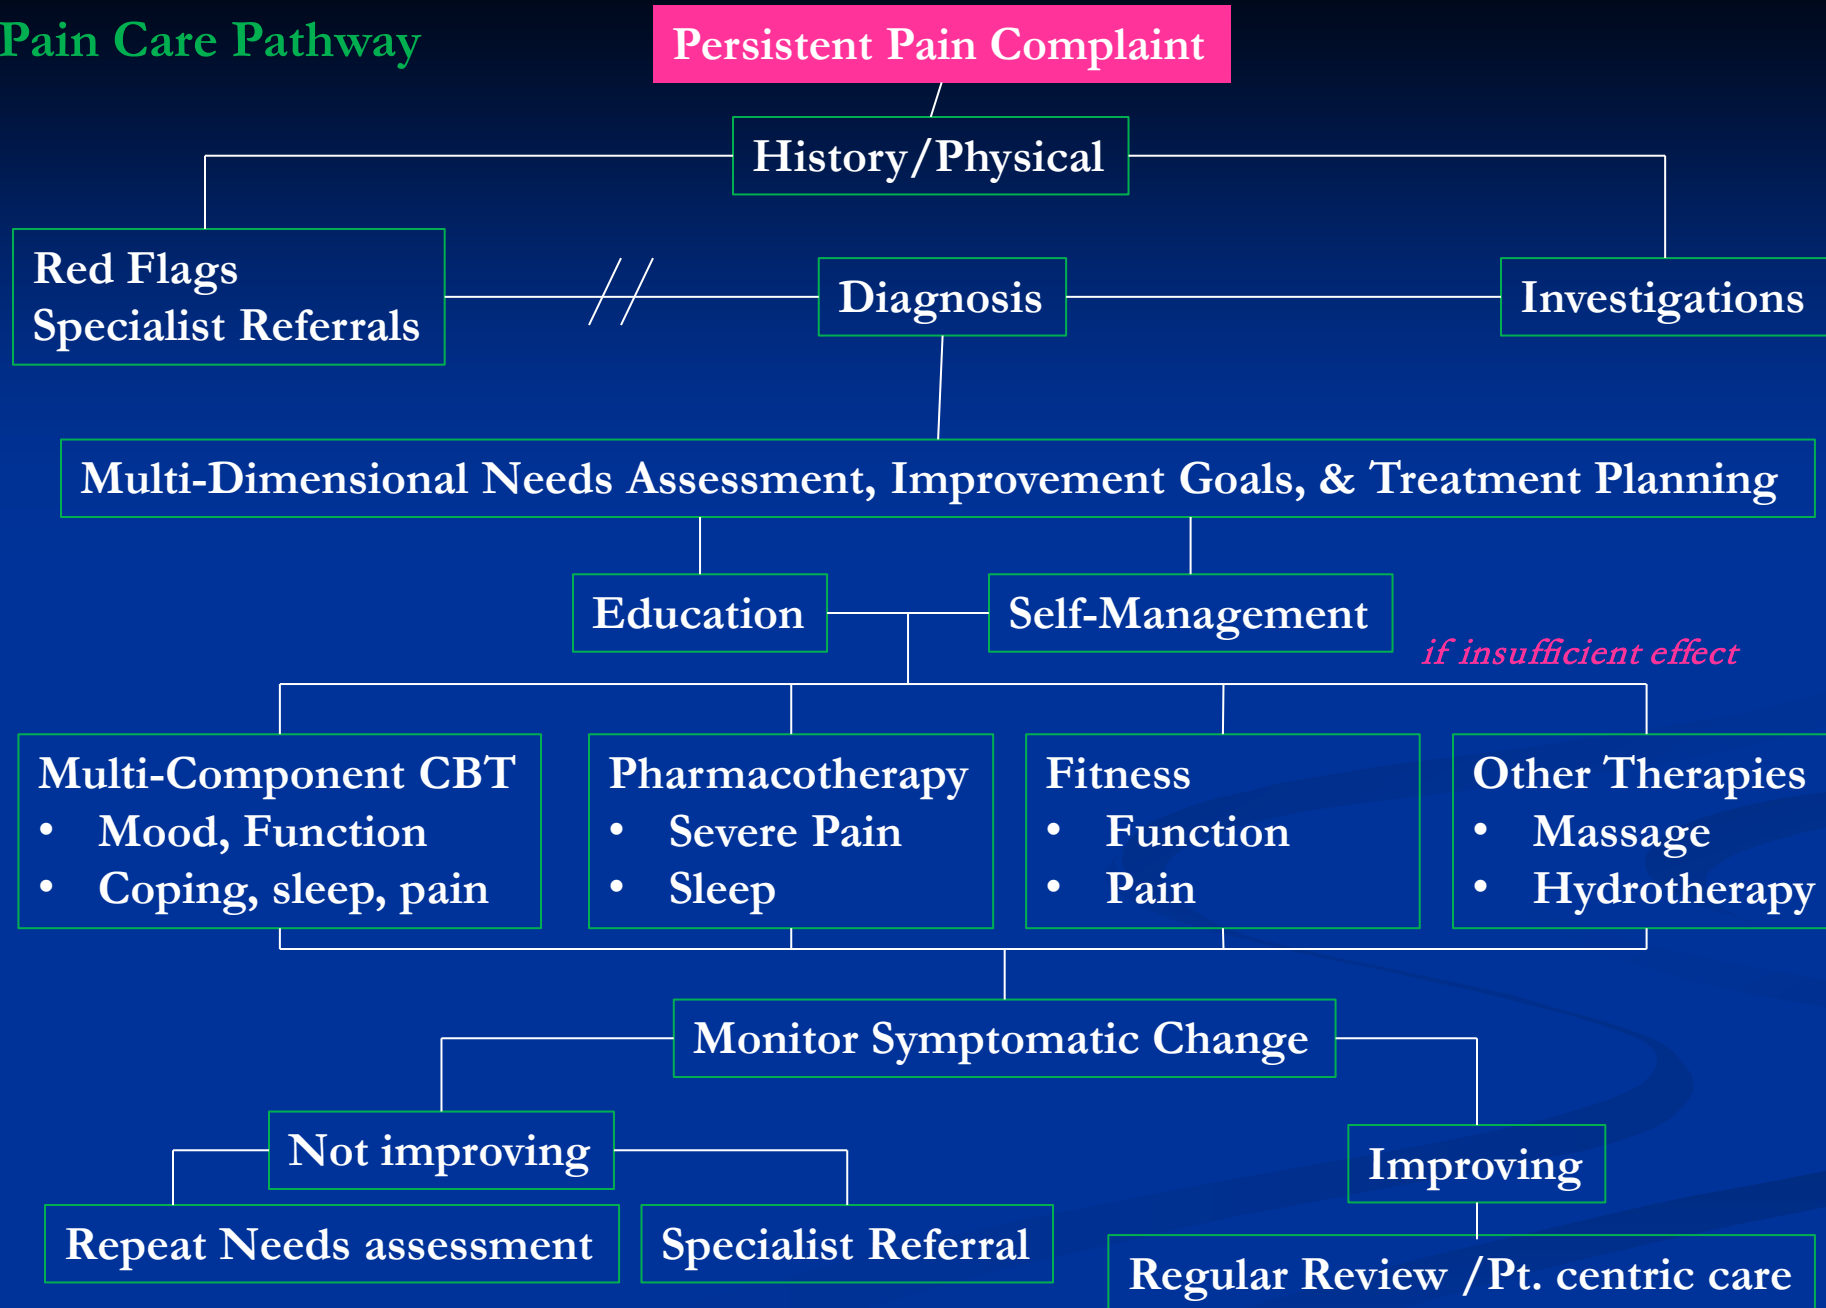 Pain Care Pathway
Persistent Pain Complaint
History/Physical
Red Flags
Specialist Referrals
Diagnosis
Investigations
Multi-Dimensional Needs Assessment, Improvement Goals, & Treatment Planning
Education
Self-Management
if insufficient effect
Multi-Component CBT
• Mood, Function
• Coping, sleep, pain
Pharmacotherapy
• Severe Pain
• Sleep
Fitness
• Function
• Pain
Other Therapies
• Massage
• Hydrotherapy
Monitor Symptomatic Change
Not improving
Improving
Repeat Needs assessment
Specialist Referral
Regular Review /Pt. centric care